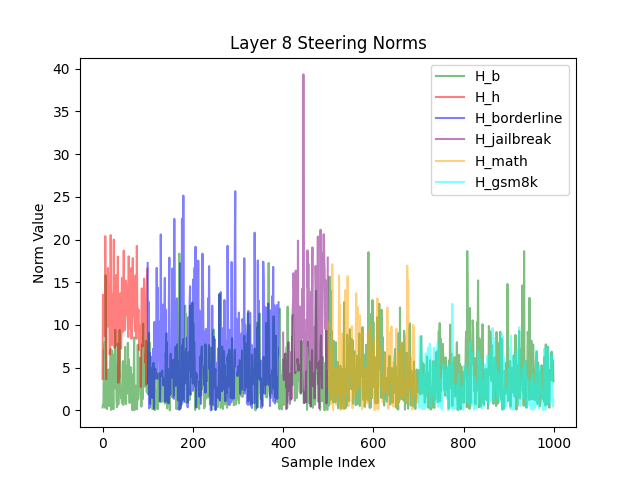 Layer 8 Steering Norms
40
35
30
25
20
15
10
5
0
Norm Value
H_b
H_h
H_borderline
H_jailbreak
H_math
H_gsm8k
0 200 400 600 800 1000
Sample Index